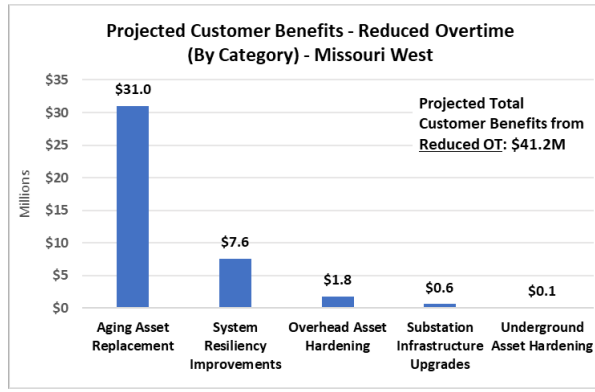 Projected Customer Benefits - Reduced Overtime
(By Category) - Missouri West
$35
$30
$25
$20
$15
$10
$5
$0
Millions
$31.0
$7.6
$1.8
$0.6
$0.1
Projected Total
Customer Benefits from
Reduced OT: $41.2M
Aging Asset
Replacement
System
Resiliency
Improvements
Overhead Asset
Hardening
Substation
Infrastructure
Upgrades
Underground
Asset Hardening